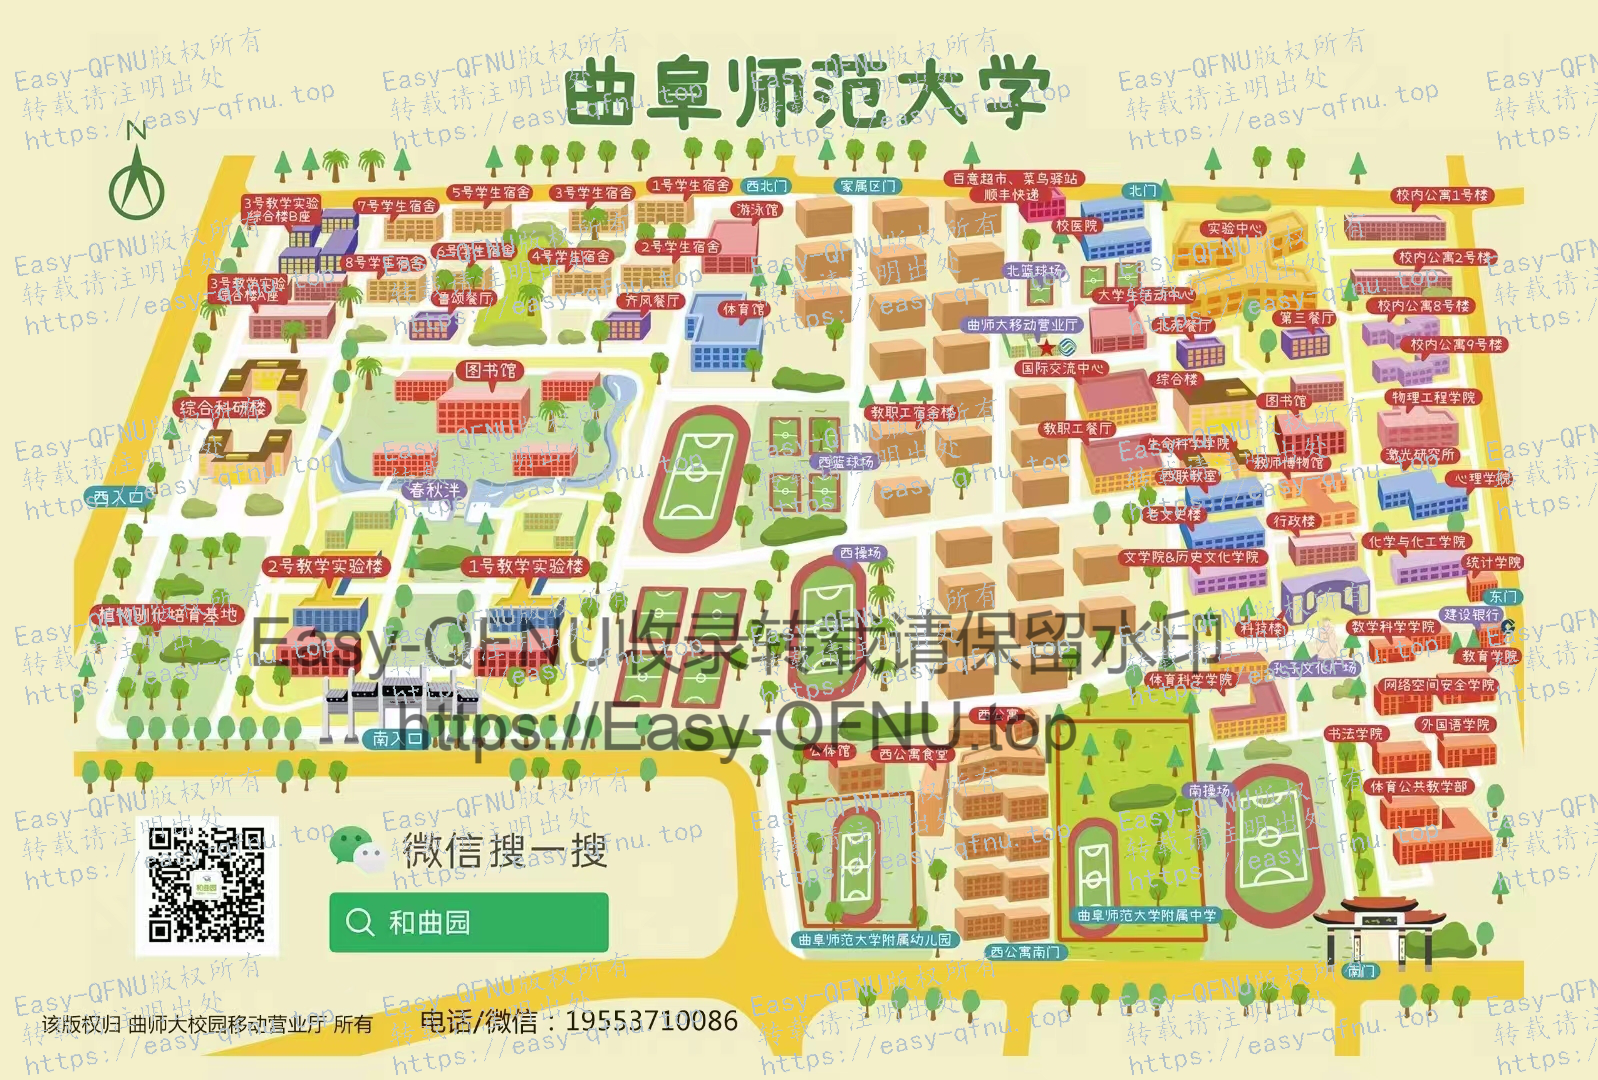 曲阜师范大学
N
3号教学实验
综合楼B座
7号学生宿舍
5号学生宿舍
3号学生宿舍
1号学生宿舍
西北门
家属区门
百意超市、菜鸟驿站
顺丰快递
北门
校内公寓1号楼
游泳馆
校医院
实验中心
8号学生宿舍
6号学生宿舍
4号学生宿舍
2号学生宿舍
校内公寓2号楼
北篮球场
3号教学实验
综合楼A座
鲁颂餐厅
齐风餐厅
体育馆
大学生活动中心
校内公寓8号楼
曲师大移动营业厅
北苑餐厅
第三餐厅
校内公寓9号楼
图书馆
国际交流中心
综合楼
图书馆
物理工程学院
综合科研楼
教职工宿舍楼
教职工餐厅
生命科学学院
教师博物馆
激光研究所
西篮球场
西联教室
心理学院
西入口
春秋泮
老文史楼
行政楼
化学与化工学院
西操场
文学院&历史文化学院
统计学院
2号教学实验楼
1号教学实验楼
东门
植物驯化培育基地
建设银行
科技楼
数学科学学院
教育学院
孔子文化广场
体育科学学院
网络空间安全学院
南入口
西公寓
外国语学院
书法学院
公体馆
西公寓食堂
体育公共教学部
南操场
曲阜师范大学附属中学
曲阜师范大学附属幼儿园
西公寓南门
南门
微信搜一搜
和曲园
和曲园
该版权归 曲师大校园移动营业厅 所有
电话/微信：19553710086
Easy-QFNU收录转载请保留水印
https://Easy-QFNU.top
Easy-QFNU版权所有
转载请注明出处
https://easy-qfnu.top